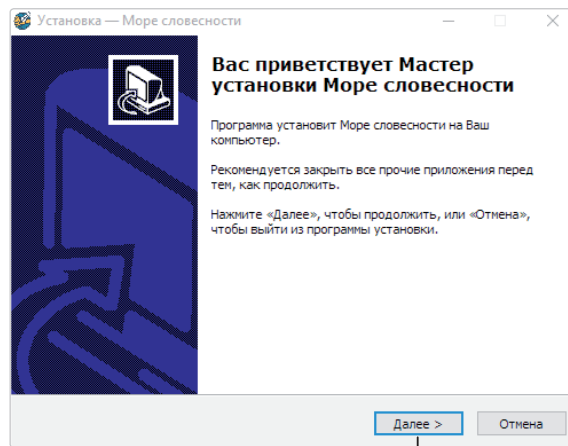 Установка — Море словесности
Вас приветствует Мастер
установки Море словесности
Программа установит Море словесности на Ваш
компьютер.
Рекомендуется закрыть все прочие приложения перед
тем, как продолжить.
Нажмите «Далее», чтобы продолжить, или «Отмена»,
чтобы выйти из программы установки.
Далее > Отмена